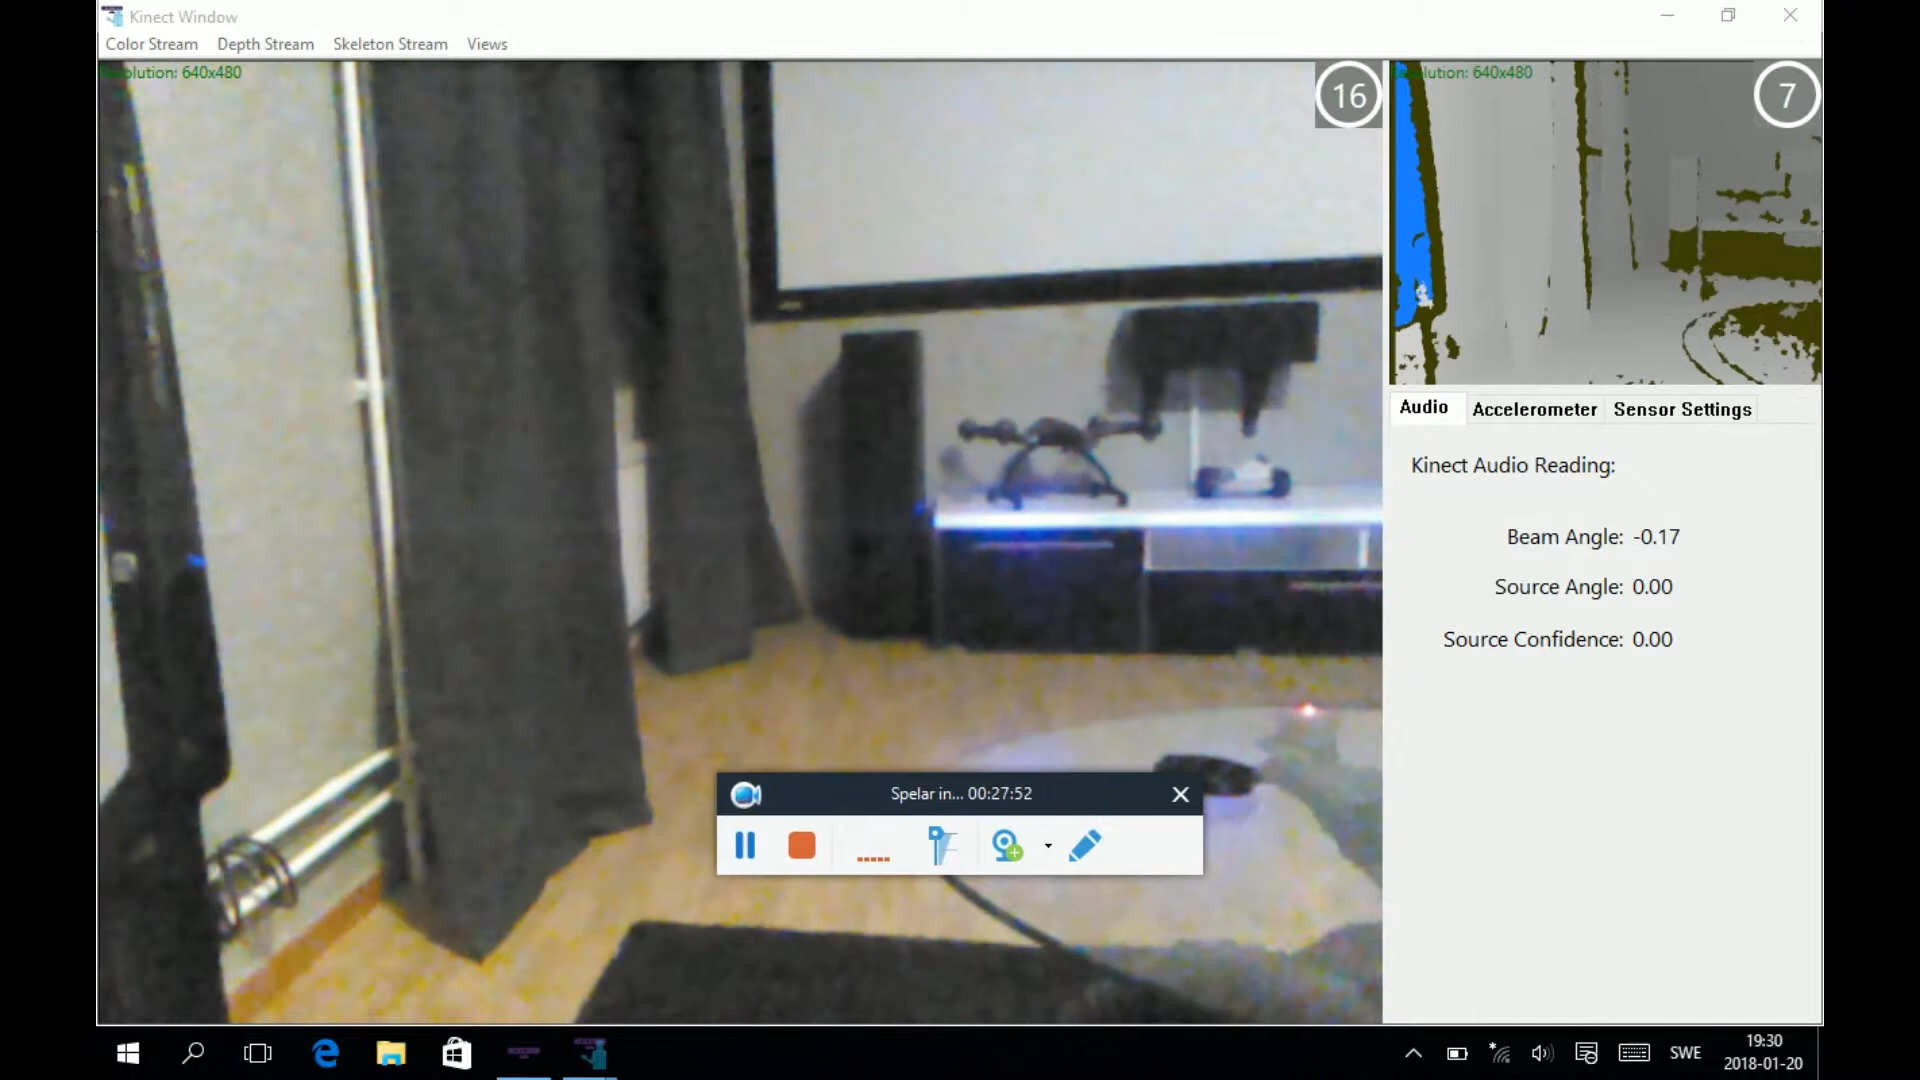 Kinect Window
Color Stream Depth Stream Skeleton Stream Views
olution: 640x480
16
lution: 640x480
7
Audio Accelerometer Sensor Settings
Kinect Audio Reading:
Beam Angle: -0.17
Source Angle: 0.00
Source Confidence: 0.00
Spelar in... 00:27:52
SWE
19:30
2018-01-20